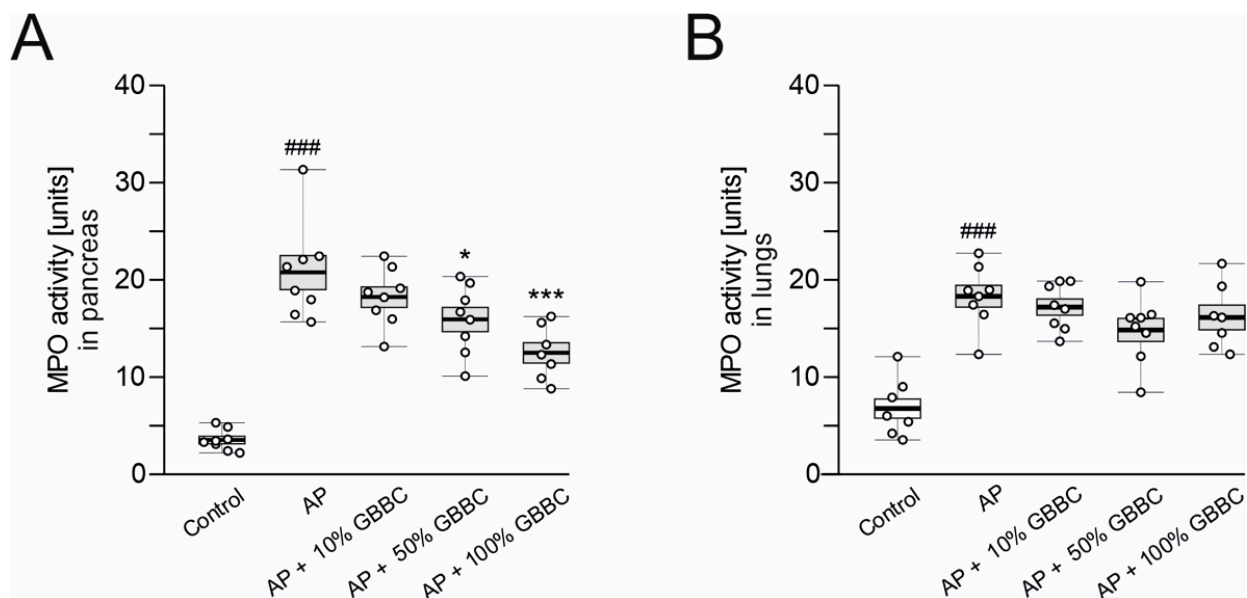 A
MPO activity [units]
in pancreas
40
30
20
10
0
###
*
***
Control
AP
AP + 10% GBBC
AP + 50% GBBC
AP + 100% GBBC
B
MPO activity [units]
in lungs
40
30
20
10
0
###
Control
AP
AP + 10% GBBC
AP + 50% GBBC
AP + 100% GBBC